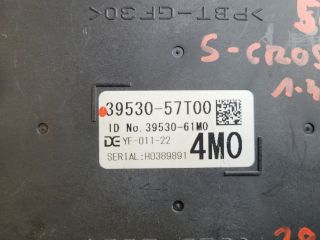 >PBT-GF30<
S-CROS
1.4
39530-57T00
ID No. 39530-61M0
DE YF-011-22
SERIAL:H0389891
4M0